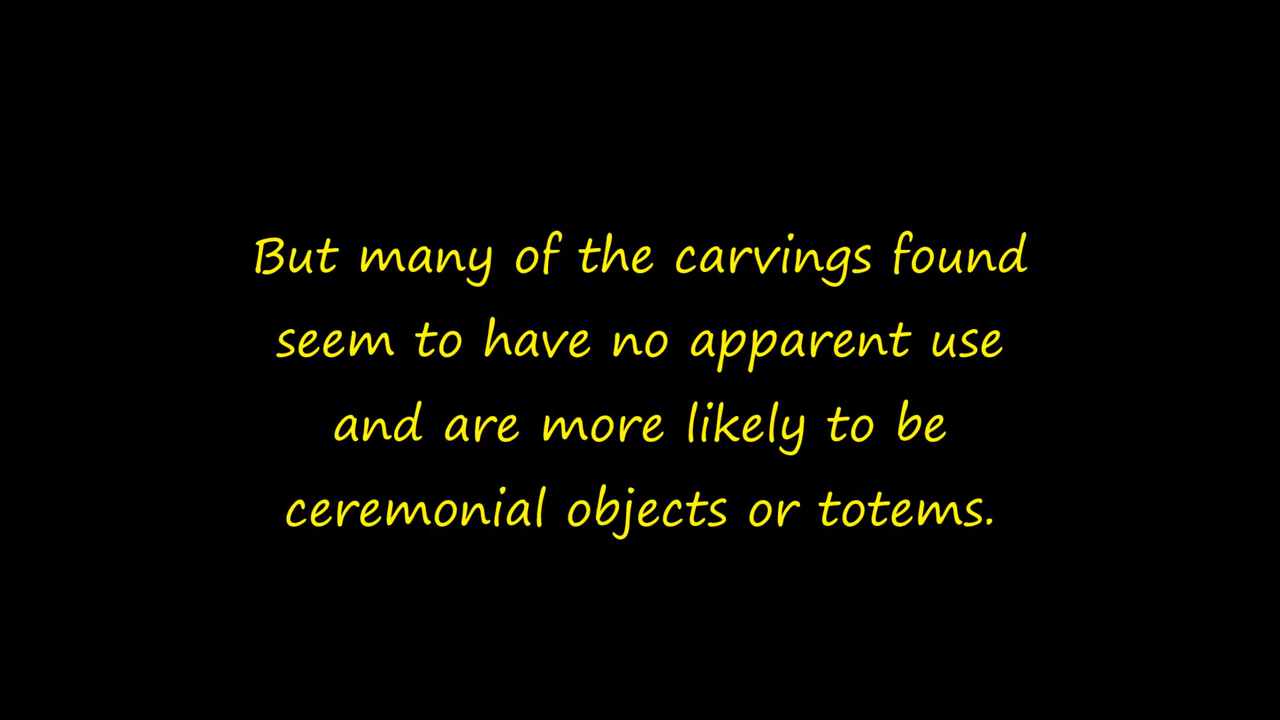 But many of the carvings found
seem to have no apparent use
and are more likely to be
ceremonial objects or totems.